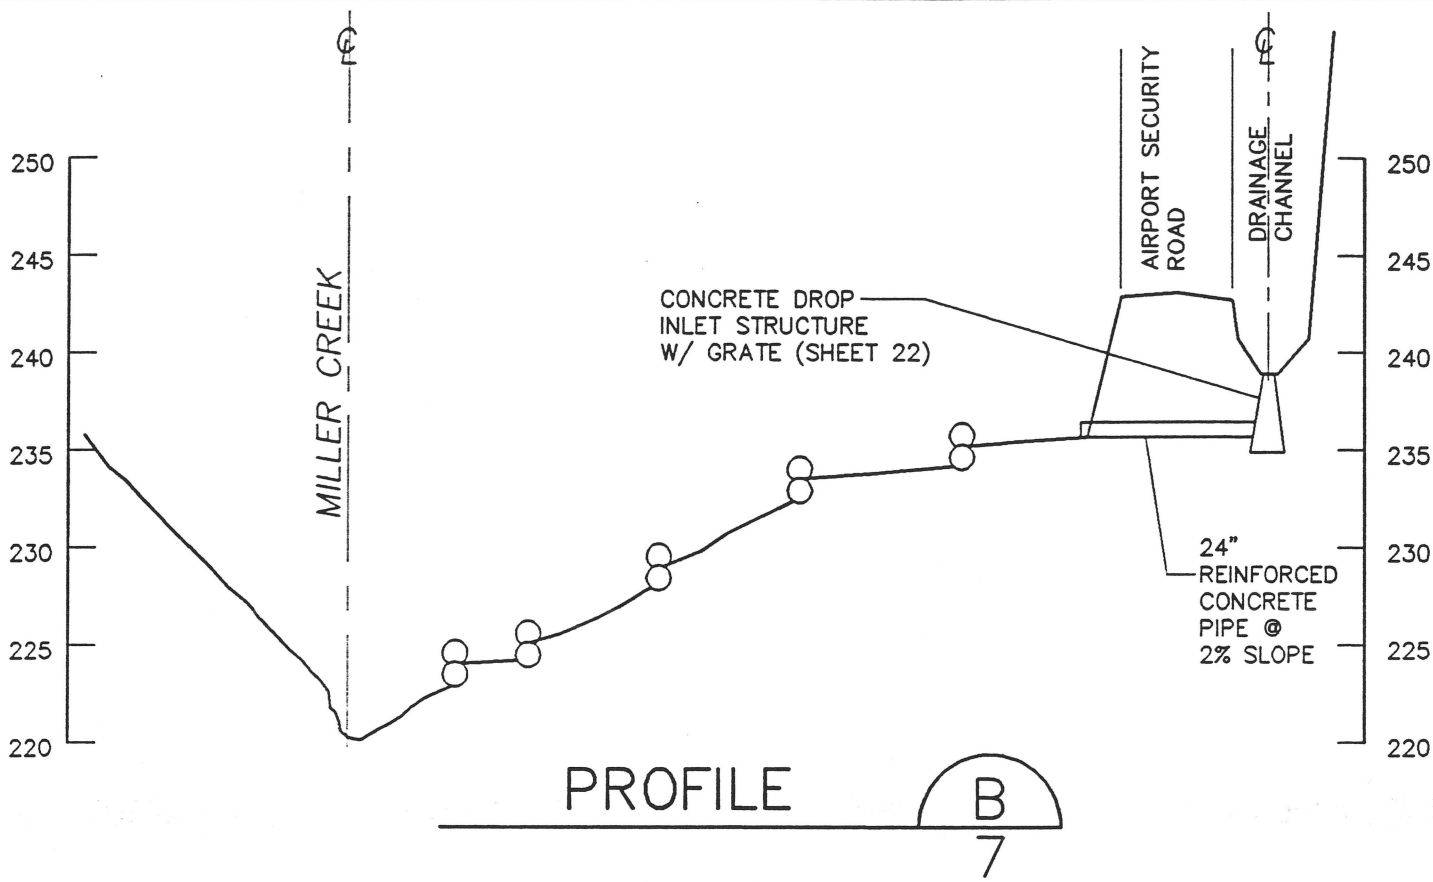 ℄
℄
AIRPORT SECURITY
ROAD
DRAINAGE
CHANNEL
250
245
240
235
230
225
220
MILLER CREEK
CONCRETE DROP
INLET STRUCTURE
W/ GRATE (SHEET 22)
250
245
240
235
230
225
220
24"
REINFORCED
CONCRETE
PIPE @
2% SLOPE
PROFILE
B
7